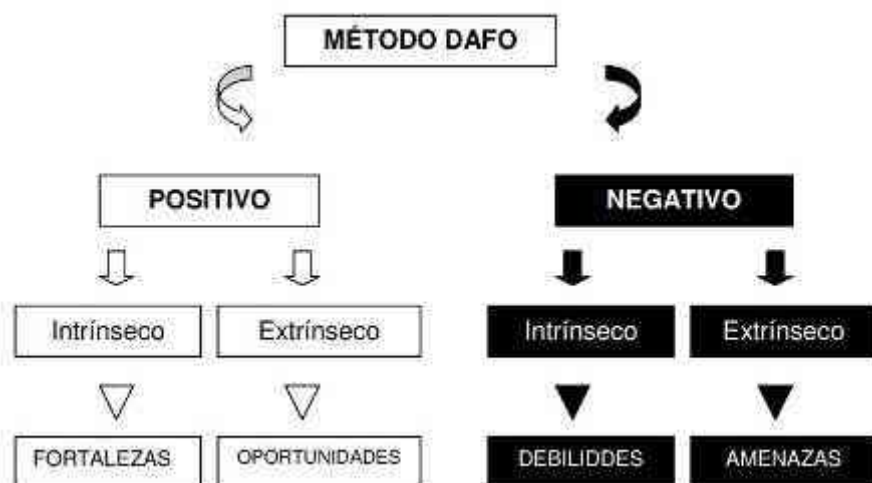 MÉTODO DAFO
POSITIVO
NEGATIVO
Intrínseco
Extrínseco
Intrínseco
Extrínseco
FORTALEZAS
OPORTUNIDADES
DEBILIDDES
AMENAZAS